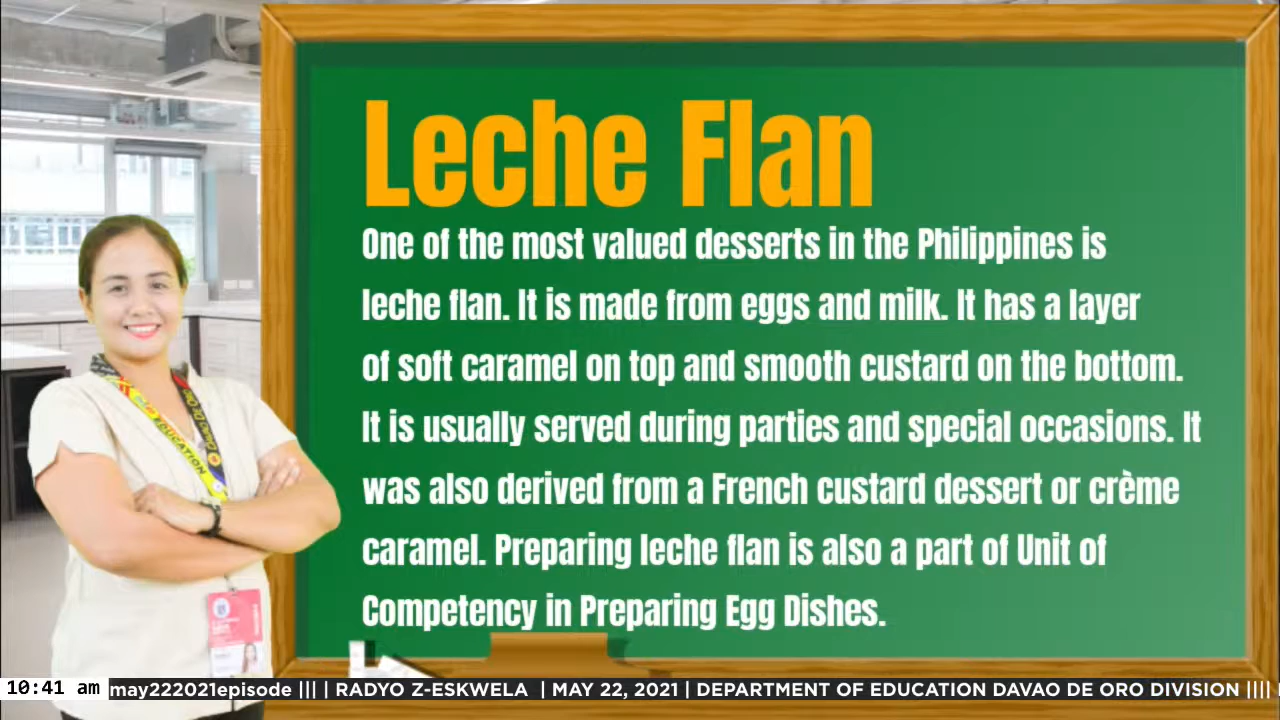 Leche Flan
One of the most valued desserts in the Philippines is
leche flan. It is made from eggs and milk. It has a layer
of soft caramel on top and smooth custard on the bottom.
It is usually served during parties and special occasions. It
was also derived from a French custard dessert or crème
caramel. Preparing leche flan is also a part of Unit of
Competency in Preparing Egg Dishes.
EDUCATION
10:41 am may222021episode ||| | RADYO Z-ESKWELA | MAY 22, 2021 | DEPARTMENT OF EDUCATION DAVAO DE ORO DIVISION ||||